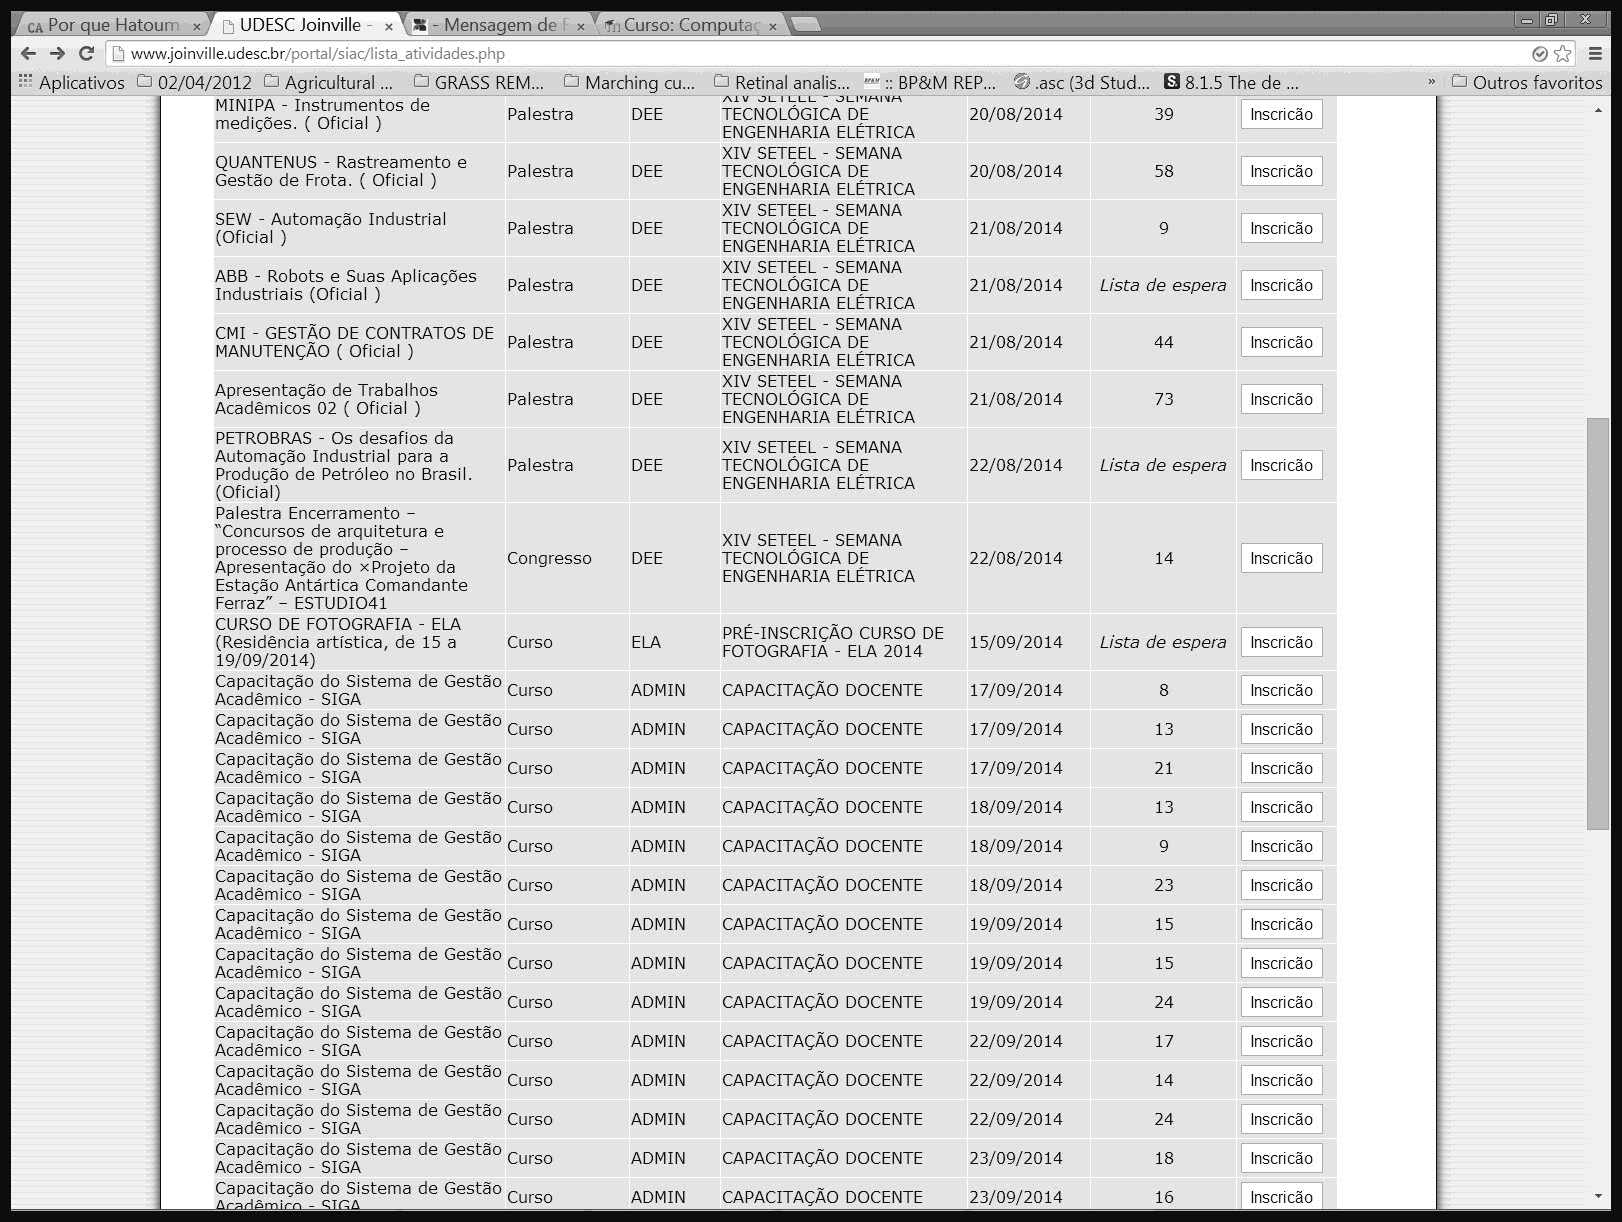 CA Por que Hatoum
UDESC Joinville -
- Mensagem de F
Curso: Computaç
www.joinville.udesc.br/portal/siac/lista_atividades.php
Aplicativos 02/04/2012 Agricultural ... GRASS REM... Marching cu... Retinal analis... :: BP&M REP... .asc (3d Stud... S 8.1.5 The de ... » Outros favoritos
MINIPA - Instrumentos de
medições. ( Oficial )
Palestra
DEE
XIV SETEEL - SEMANA
TECNOLÓGICA DE
ENGENHARIA ELÉTRICA
20/08/2014
39
Inscricão
QUANTENUS - Rastreamento e
Gestão de Frota. ( Oficial )
Palestra
DEE
XIV SETEEL - SEMANA
TECNOLÓGICA DE
ENGENHARIA ELÉTRICA
20/08/2014
58
Inscricão
SEW - Automação Industrial
(Oficial )
Palestra
DEE
XIV SETEEL - SEMANA
TECNOLÓGICA DE
ENGENHARIA ELÉTRICA
21/08/2014
9
Inscricão
ABB - Robots e Suas Aplicações
Industriais (Oficial )
Palestra
DEE
XIV SETEEL - SEMANA
TECNOLÓGICA DE
ENGENHARIA ELÉTRICA
21/08/2014
Lista de espera
Inscricão
CMI - GESTÃO DE CONTRATOS DE
MANUTENÇÃO ( Oficial )
Palestra
DEE
XIV SETEEL - SEMANA
TECNOLÓGICA DE
ENGENHARIA ELÉTRICA
21/08/2014
44
Inscricão
Apresentação de Trabalhos
Acadêmicos 02 ( Oficial )
Palestra
DEE
XIV SETEEL - SEMANA
TECNOLÓGICA DE
ENGENHARIA ELÉTRICA
21/08/2014
73
Inscricão
PETROBRAS - Os desafios da
Automação Industrial para a
Produção de Petróleo no Brasil.
(Oficial)
Palestra
DEE
XIV SETEEL - SEMANA
TECNOLÓGICA DE
ENGENHARIA ELÉTRICA
22/08/2014
Lista de espera
Inscricão
Palestra Encerramento –
“Concursos de arquitetura e
processo de produção –
Apresentação do ×Projeto da
Estação Antártica Comandante
Ferraz” – ESTUDIO41
Congresso
DEE
XIV SETEEL - SEMANA
TECNOLÓGICA DE
ENGENHARIA ELÉTRICA
22/08/2014
14
Inscricão
CURSO DE FOTOGRAFIA - ELA
(Residência artística, de 15 a
19/09/2014)
Curso
ELA
PRÉ-INSCRIÇÃO CURSO DE
FOTOGRAFIA - ELA 2014
15/09/2014
Lista de espera
Inscricão
Capacitação do Sistema de Gestão
Acadêmico - SIGA
Curso
ADMIN
CAPACITAÇÃO DOCENTE
17/09/2014
8
Inscricão
Capacitação do Sistema de Gestão
Acadêmico - SIGA
Curso
ADMIN
CAPACITAÇÃO DOCENTE
17/09/2014
13
Inscricão
Capacitação do Sistema de Gestão
Acadêmico - SIGA
Curso
ADMIN
CAPACITAÇÃO DOCENTE
17/09/2014
21
Inscricão
Capacitação do Sistema de Gestão
Acadêmico - SIGA
Curso
ADMIN
CAPACITAÇÃO DOCENTE
18/09/2014
13
Inscricão
Capacitação do Sistema de Gestão
Acadêmico - SIGA
Curso
ADMIN
CAPACITAÇÃO DOCENTE
18/09/2014
9
Inscricão
Capacitação do Sistema de Gestão
Acadêmico - SIGA
Curso
ADMIN
CAPACITAÇÃO DOCENTE
18/09/2014
23
Inscricão
Capacitação do Sistema de Gestão
Acadêmico - SIGA
Curso
ADMIN
CAPACITAÇÃO DOCENTE
19/09/2014
15
Inscricão
Capacitação do Sistema de Gestão
Acadêmico - SIGA
Curso
ADMIN
CAPACITAÇÃO DOCENTE
19/09/2014
15
Inscricão
Capacitação do Sistema de Gestão
Acadêmico - SIGA
Curso
ADMIN
CAPACITAÇÃO DOCENTE
19/09/2014
24
Inscricão
Capacitação do Sistema de Gestão
Acadêmico - SIGA
Curso
ADMIN
CAPACITAÇÃO DOCENTE
22/09/2014
17
Inscricão
Capacitação do Sistema de Gestão
Acadêmico - SIGA
Curso
ADMIN
CAPACITAÇÃO DOCENTE
22/09/2014
14
Inscricão
Capacitação do Sistema de Gestão
Acadêmico - SIGA
Curso
ADMIN
CAPACITAÇÃO DOCENTE
22/09/2014
24
Inscricão
Capacitação do Sistema de Gestão
Acadêmico - SIGA
Curso
ADMIN
CAPACITAÇÃO DOCENTE
23/09/2014
18
Inscricão
Capacitação do Sistema de Gestão
Acadêmico - SIGA
Curso
ADMIN
CAPACITAÇÃO DOCENTE
23/09/2014
16
Inscricão